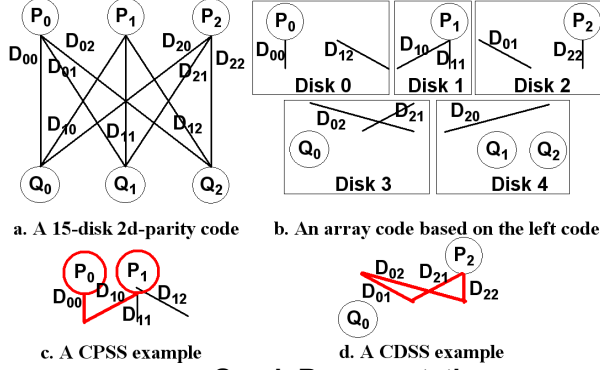 P0 P1 P2
D00 D02 D20 D22
D01 D21
D10 D11 D12
Q0 Q1 Q2
a. A 15-disk 2d-parity code
P0 P1 P2
D00 D12 D10 D11 D01 D22
Disk 0 Disk 1 Disk 2
D02 D21 D20
Q0 Q1 Q2
Disk 3 Disk 4
b. An array code based on the left code
P0 P1
D00 D10 D12
D11
c. A CPSS example
P2
D02 D21
D01 D22
Q0
d. A CDSS example